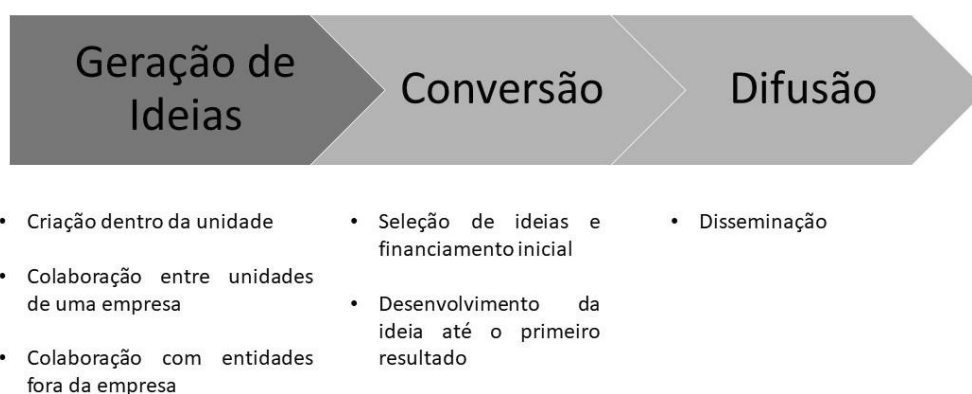 Geração de
Ideias
Conversão
Difusão
• Criação dentro da unidade
• Colaboração entre unidades
de uma empresa
• Colaboração com entidades
fora da empresa
• Seleção de ideias e
financiamento inicial
• Desenvolvimento da
ideia até o primeiro
resultado
• Disseminação